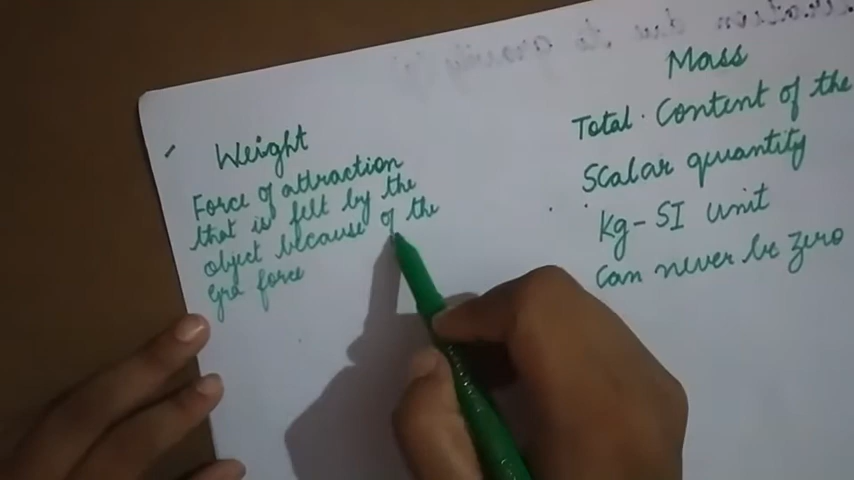 Weight
Force of attraction
that is felt by the
object because of the
Gra force
Mass
Total Content of the
Scalar quantity
kg - SI unit
Can never be zero